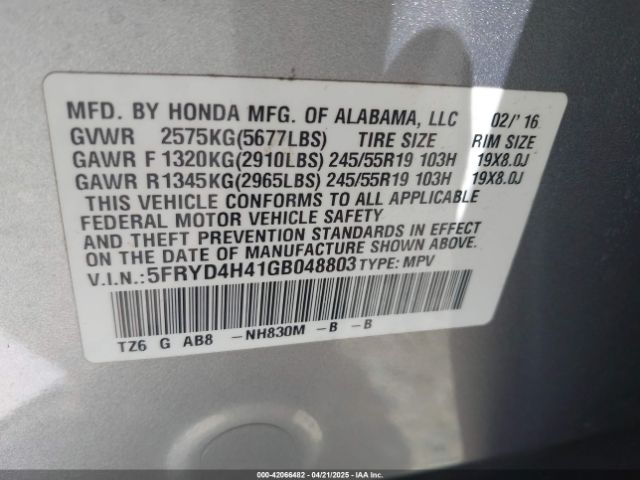 MFD. BY HONDA MFG. OF ALABAMA, LLC 02/'16
GVWR 2575KG(5677LBS) TIRE SIZE RIM SIZE
GAWR F 1320KG(2910LBS) 245/55R19 103H 19X8.0J
GAWR R 1345KG(2965LBS) 245/55R19 103H 19X8.0J
THIS VEHICLE CONFORMS TO ALL APPLICABLE
FEDERAL MOTOR VEHICLE SAFETY
AND THEFT PREVENTION STANDARDS IN EFFECT
ON THE DATE OF MANUFACTURE SHOWN ABOVE.
V.I.N.: 5FRYD4H41GB048803 TYPE: MPV
TZ6 G AB8 -NH830M -B -B
000-42066482 - 04/21/2025 - IAAI.COM